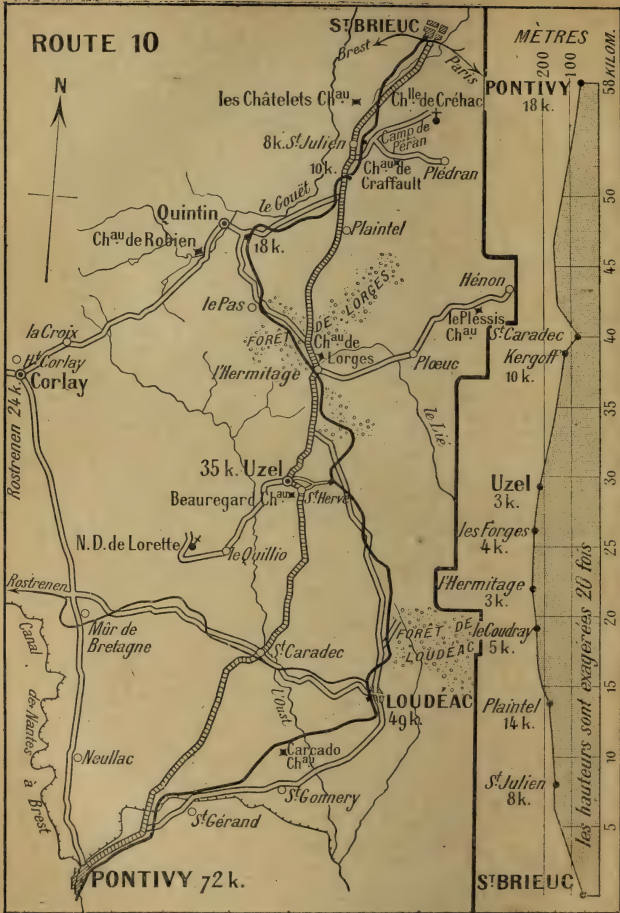 ROUTE 10
N
ST BRIEUC
Brest
Paris
les Châtelets Chau
Chlle de Créhac
8k. St Julien
Camp de
Péran
10k.
Chau de
Craffault
Plédran
le Gouët
Quintin
Chau de Robien
18 k.
Plaintel
le Pas
FORÊT
DE LORGES
Chau de
Lorges
Hénon
le Plessis
Chau
Plœuc
l'Hermitage
le Lié
la Croix
Ht Corlay
Corlay
Rostrenen 24 k.
35 k. Uzel
Beauregard Chau
St Hervé
N.D. de Lorette
le Quillio
Rostrenen
Mûr de
Bretagne
St Caradec
FORÊT DE
LOUDÉAC
LOUDÉAC
49k.
l'Oust
Canal
de Nantes
à Brest
Neullac
Carcado
Chau
St Gonnery
St Gérand
PONTIVY 72 k.
MÈTRES
200
100
58 KILOM.
PONTIVY
18 k.
50
45
St Caradec
40
Kergoff
10 k.
35
30
Uzel
3 k.
les Forges
4 k.
25
l'Hermitage
3 k.
20
le Coudray
5 k.
15
Plaintel
14 k.
10
St Julien
8 k.
5
ST BRIEUC
les hauteurs sont exagérées 20 fois